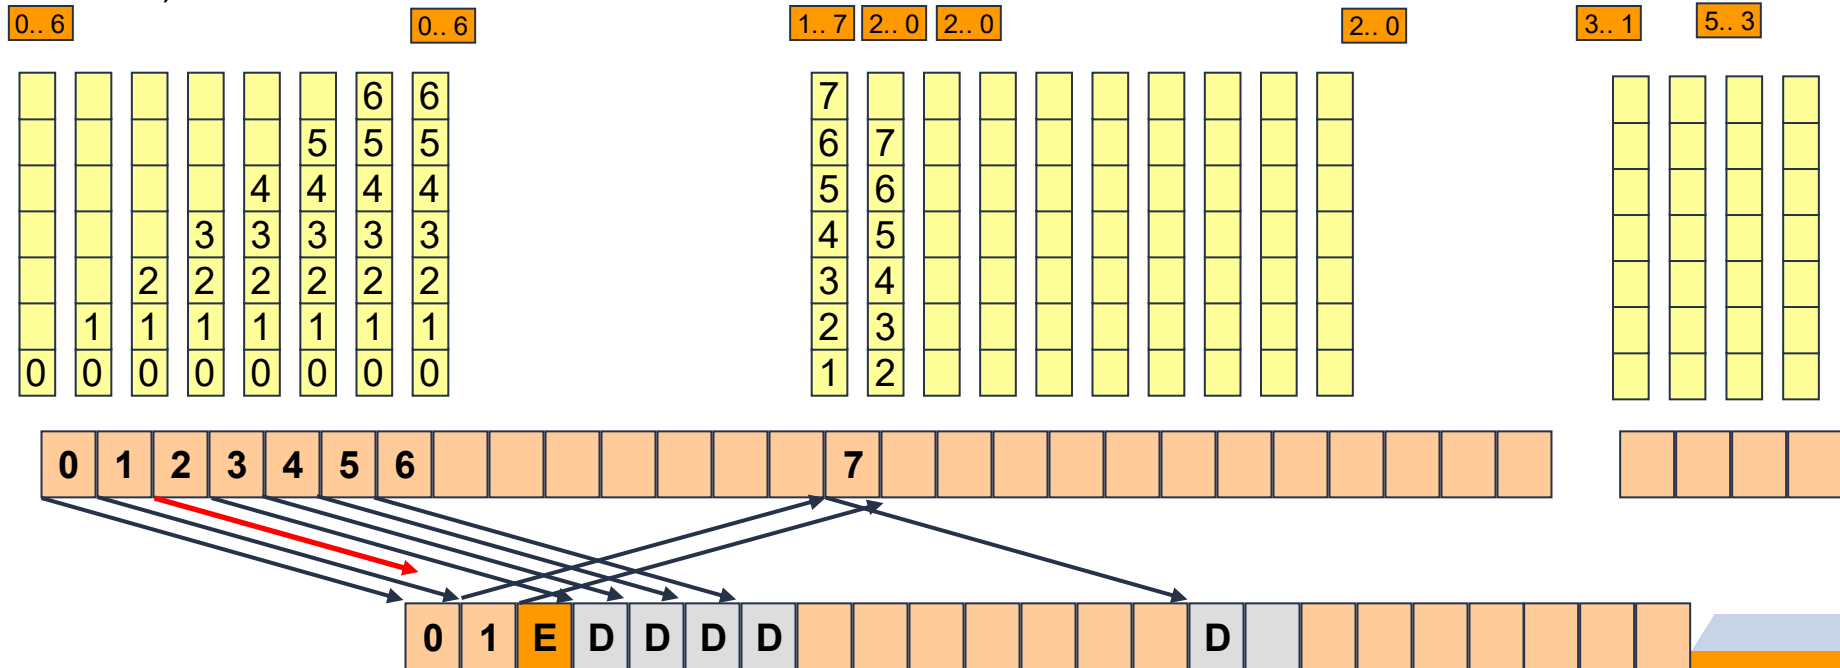 0.. 6 0.. 6 1.. 7 2.. 0 2.. 0 2.. 0 3.. 1 5.. 3
6 6 7
5 5 5 6 7
4 4 4 4 5 6
3 3 3 3 3 4 5
2 2 2 2 2 2 3 4
1 1 1 1 1 1 1 2 3
0 0 0 0 0 0 0 0 1 2
0 1 2 3 4 5 6 7
0 1 E D D D D D